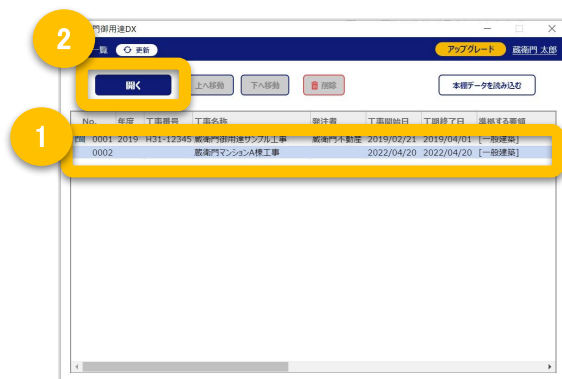 門御用達DX
2
一覧 更新 アップグレード 蔵衛門 太郎
開く 上へ移動 下へ移動 削除 本棚データを読み込む
No. 年度 工事番号 工事名称 発注者 工事開始日 工期終了日 準拠する要領
1
0001 2019 H31-12345 蔵衛門御用達サンプル工事 蔵衛門不動産 2019/02/21 2019/04/01 [一般建築]
0002 蔵衛門マンションA棟工事 2022/04/20 2022/04/20 [一般建築]